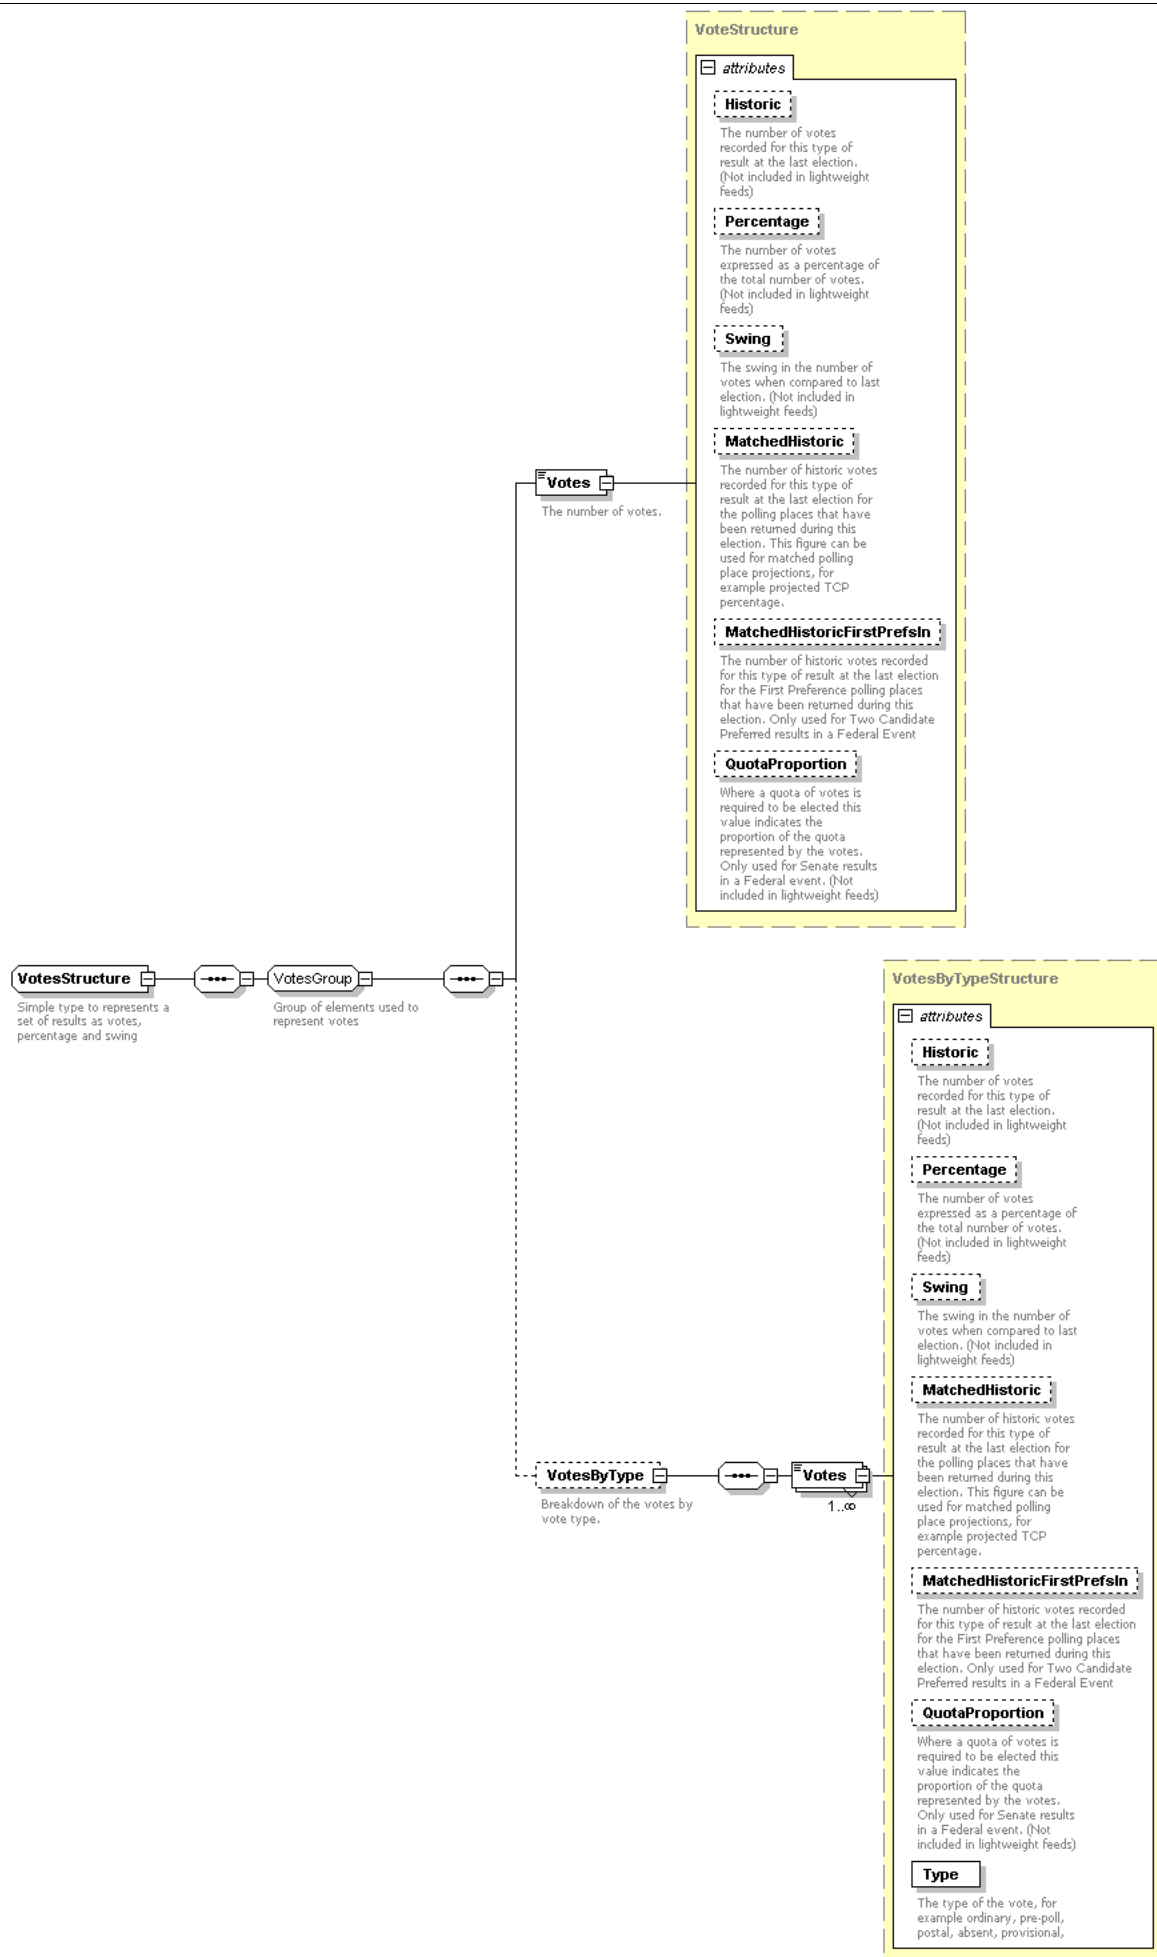 VoteStructure
attributes
Historic
The number of votes
recorded for this type of
result at the last election.
(Not included in lightweight
feeds)
Percentage
The number of votes
expressed as a percentage of
the total number of votes.
(Not included in lightweight
feeds)
Swing
The swing in the number of
votes when compared to last
election. (Not included in
lightweight feeds)
MatchedHistoric
The number of historic votes
recorded for this type of
result at the last election for
the polling places that have
been returned during this
election. This figure can be
used for matched polling
place projections, for
example projected TCP
percentage.
Votes
The number of votes.
MatchedHistoricFirstPrefsIn
The number of historic votes recorded
for this type of result at the last election
for the First Preference polling places
that have been returned during this
election. Only used for Two Candidate
Preferred results in a Federal Event
QuotaProportion
Where a quota of votes is
required to be elected this
value indicates the
proportion of the quota
represented by the votes.
Only used for Senate results
in a Federal event. (Not
included in lightweight feeds)
VotesStructure
Simple type to represents a
set of results as votes,
percentage and swing
VotesGroup
Group of elements used to
represent votes
VotesByTypeStructure
attributes
Historic
The number of votes
recorded for this type of
result at the last election.
(Not included in lightweight
feeds)
Percentage
The number of votes
expressed as a percentage of
the total number of votes.
(Not included in lightweight
feeds)
Swing
The swing in the number of
votes when compared to last
election. (Not included in
lightweight feeds)
MatchedHistoric
The number of historic votes
recorded for this type of
result at the last election for
the polling places that have
been returned during this
election. This figure can be
used for matched polling
place projections, for
example projected TCP
percentage.
VotesByType
Breakdown of the votes by
vote type.
Votes
1..∞
MatchedHistoricFirstPrefsIn
The number of historic votes recorded
for this type of result at the last election
for the First Preference polling places
that have been returned during this
election. Only used for Two Candidate
Preferred results in a Federal Event
QuotaProportion
Where a quota of votes is
required to be elected this
value indicates the
proportion of the quota
represented by the votes.
Only used for Senate results
in a Federal event. (Not
included in lightweight feeds)
Type
The type of the vote, for
example ordinary, pre-poll,
postal, absent, provisional,